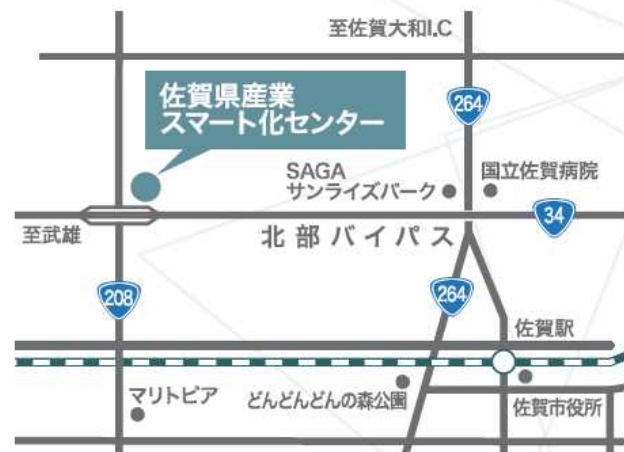 至佐賀大和I.C
佐賀県産業
スマート化センター
264
SAGA
サンライズパーク
国立佐賀病院
34
至武雄
北部バイパス
208
264
佐賀駅
マリトピア
どんどんどんの森公園
佐賀市役所